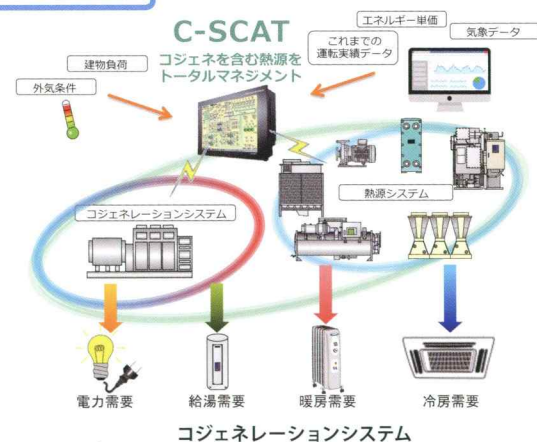 C-SCAT
コジェネを含む熱源を
トータルマネジメント
エネルギー単価
気象データ
これまでの
運転実績データ
建物負荷
外気条件
熱源システム
コジェネレーションシステム
電力需要
給湯需要
暖房需要
冷房需要
コジェネレーションシステム